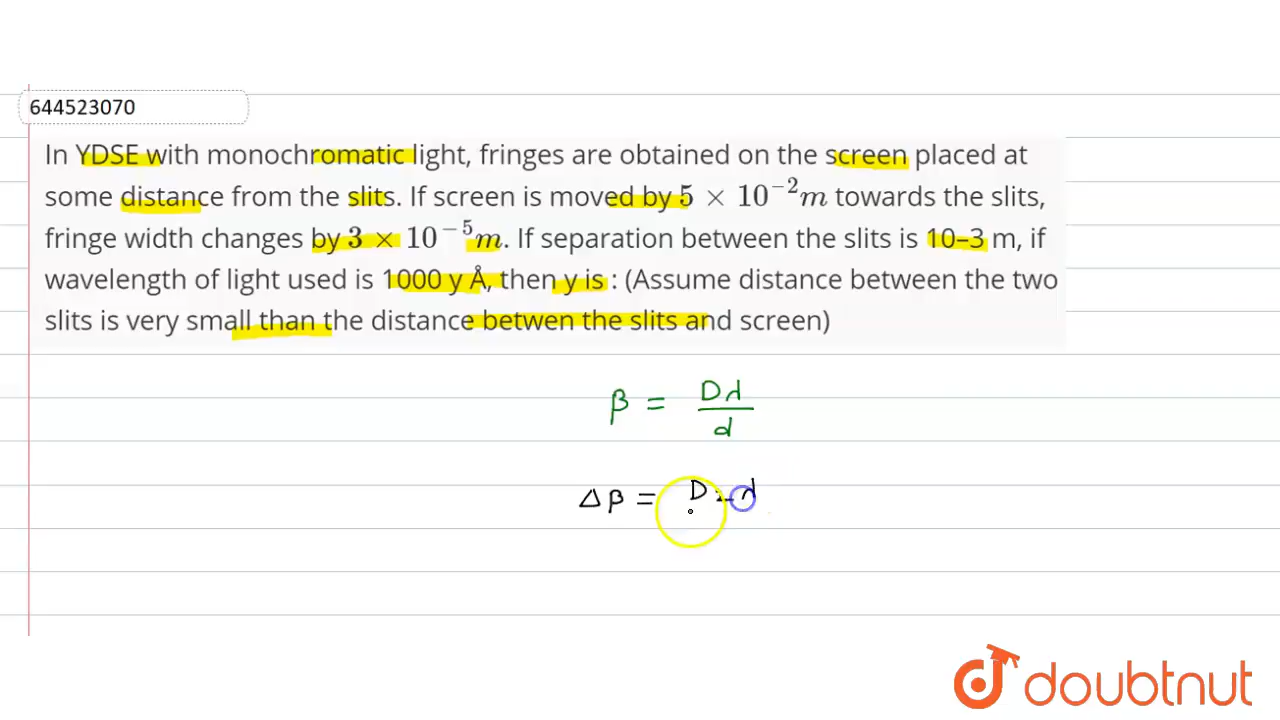 644523070
In YDSE with monochromatic light, fringes are obtained on the screen placed at
some distance from the slits. If screen is moved by 5 × 10⁻² m towards the slits,
fringe width changes by 3 × 10⁻⁵ m. If separation between the slits is 10–3 m, if
wavelength of light used is 1000 y Å, then y is : (Assume distance between the two
slits is very small than the distance betwen the slits and screen)
β = Dλ/d
Δβ = D₂ λ
doubtnut